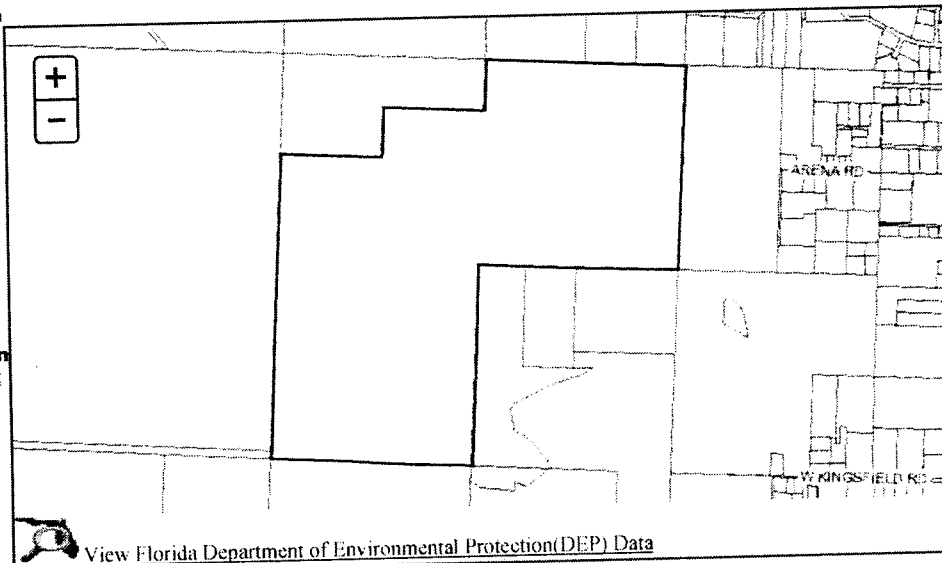 +
−
ARENA RD
W KINGSFIELD RD
View Florida Department of Environmental Protection(DEP) Data